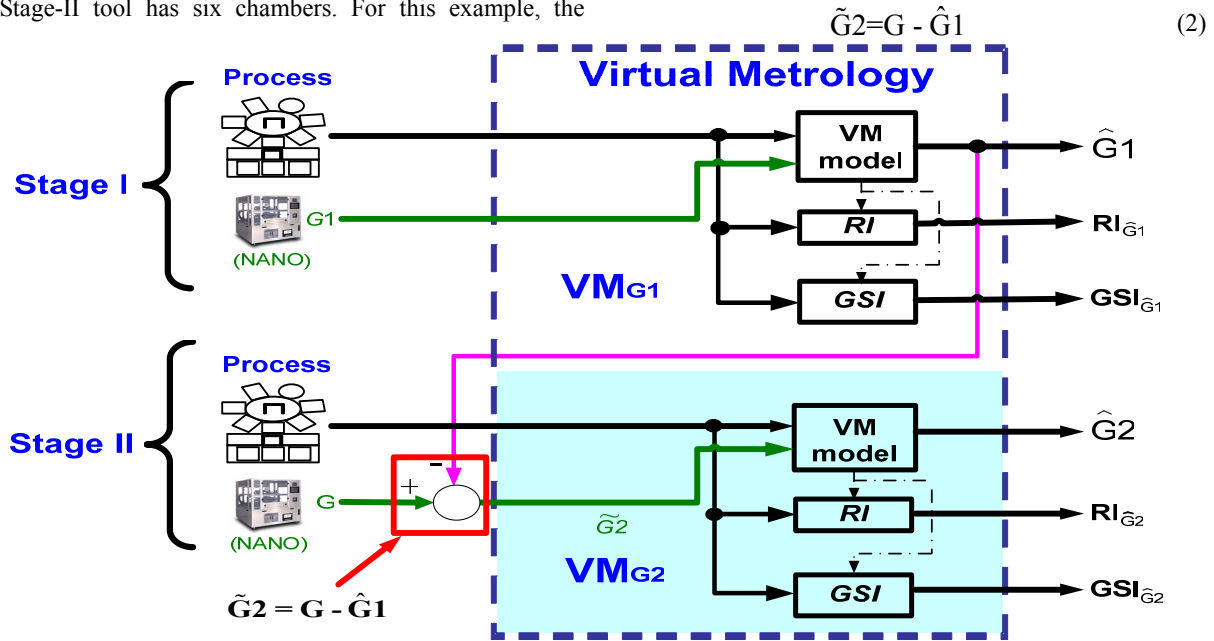 Stage-II tool has six chambers. For this example, the
G̃2=G - Ĝ1
(2)
Process
Virtual Metrology
VM model
Ĝ1
Stage I
G1
(NANO)
RI
RI_Ĝ1
VM_G1
GSI
GSI_Ĝ1
Process
Stage II
-
+
G
(NANO)
G̃2
VM model
Ĝ2
RI
RI_Ĝ2
VM_G2
GSI
GSI_Ĝ2
G̃2 = G - Ĝ1